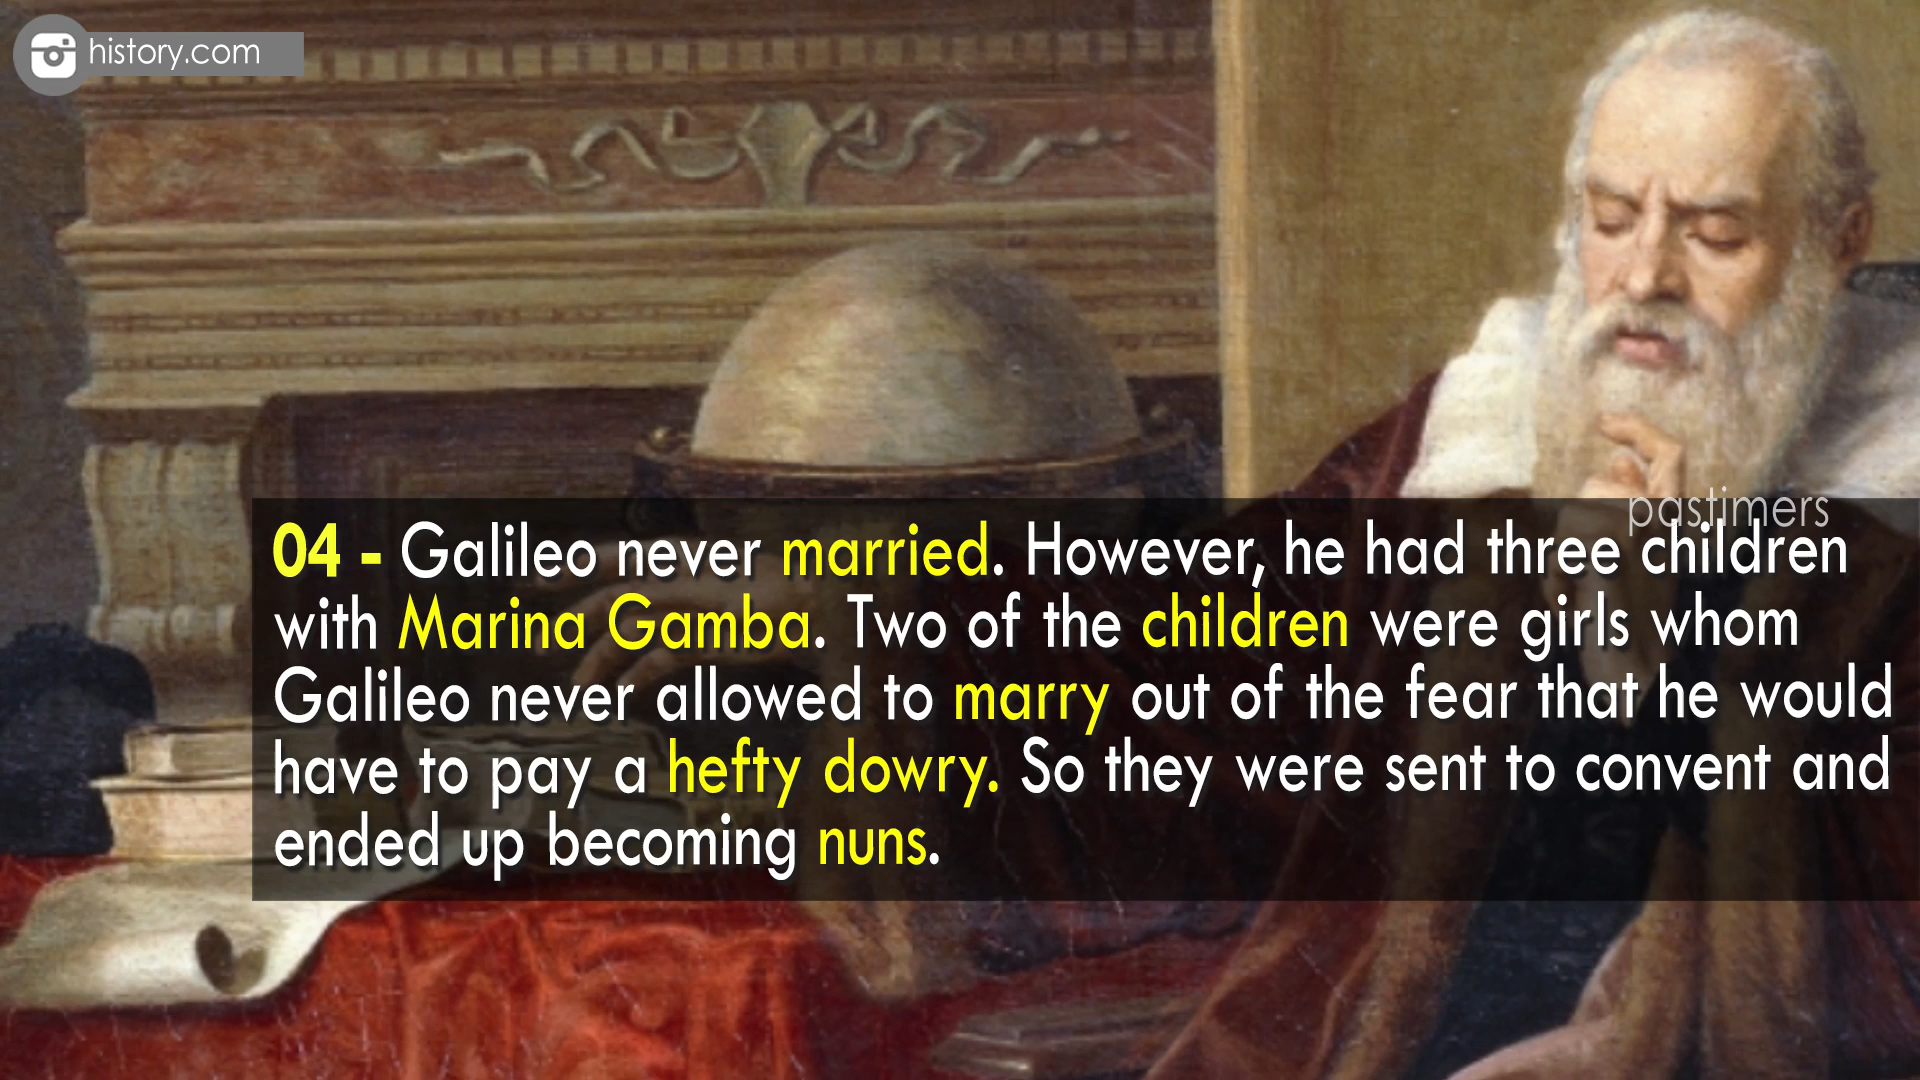 history.com
pastimers
04 - Galileo never married. However, he had three children
with Marina Gamba. Two of the children were girls whom
Galileo never allowed to marry out of the fear that he would
have to pay a hefty dowry. So they were sent to convent and
ended up becoming nuns.